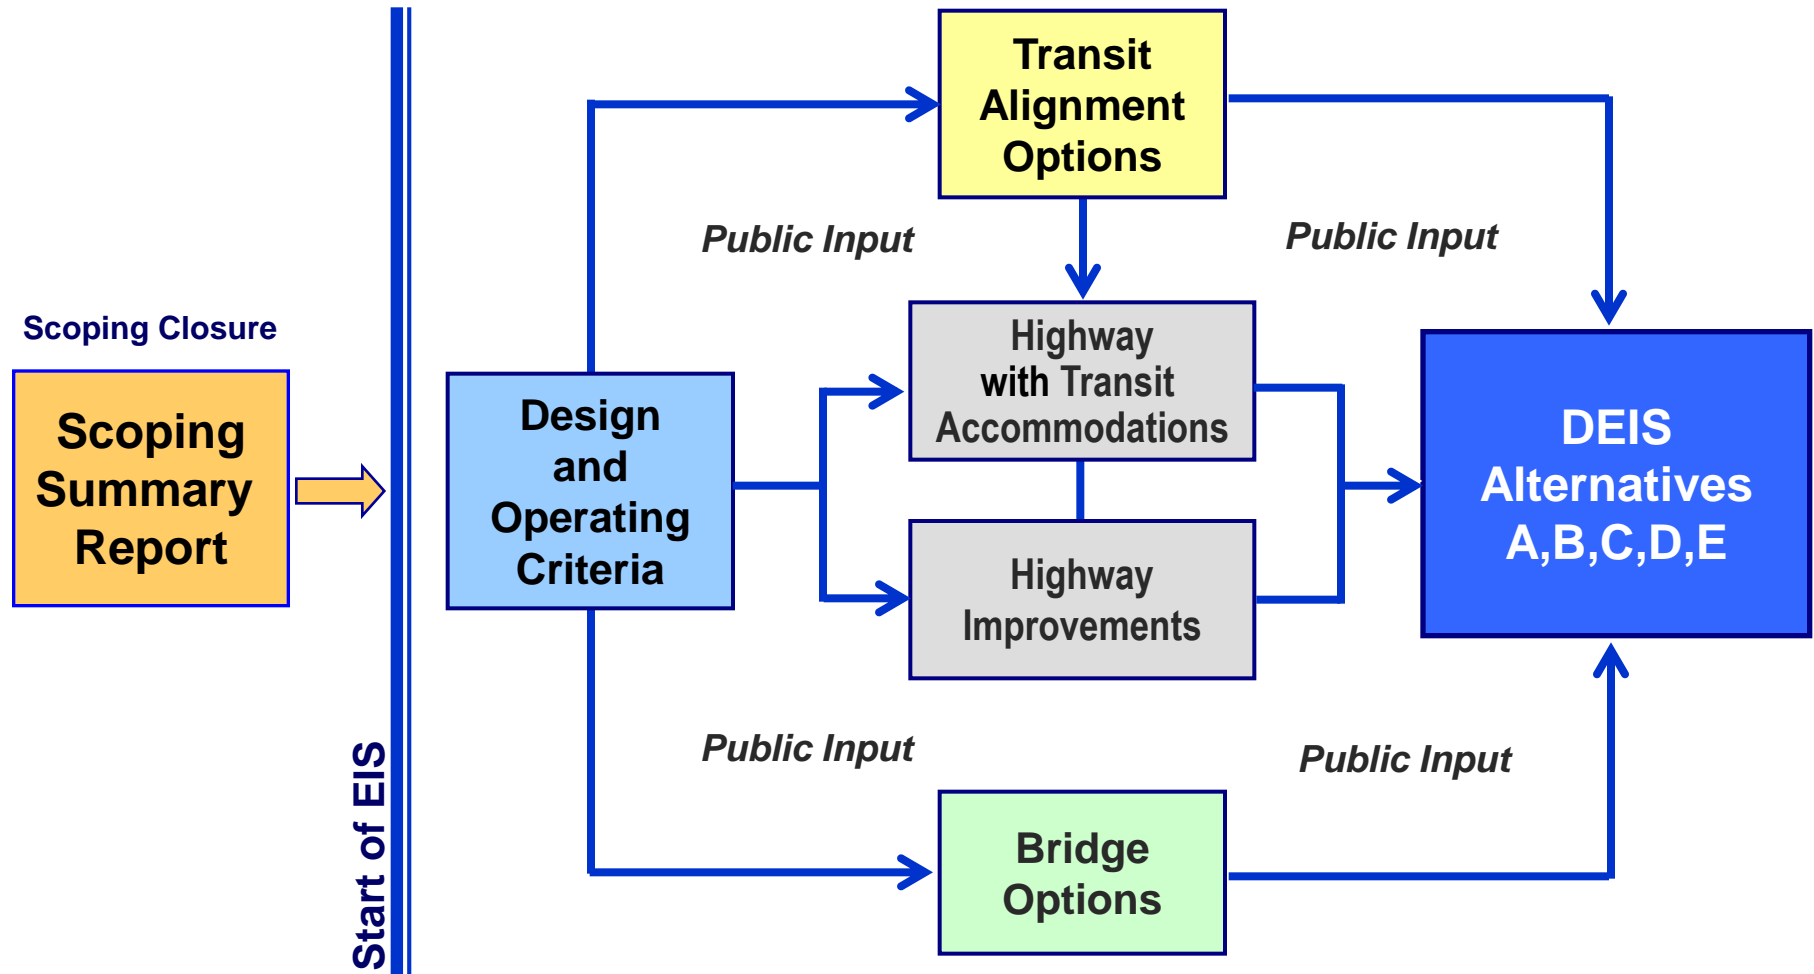 Scoping Closure
Scoping
Summary
Report
Start of EIS
Design
and
Operating
Criteria
Transit
Alignment
Options
Public Input
Public Input
Highway
with Transit
Accommodations
Highway
Improvements
Public Input
Public Input
Bridge
Options
DEIS
Alternatives
A,B,C,D,E